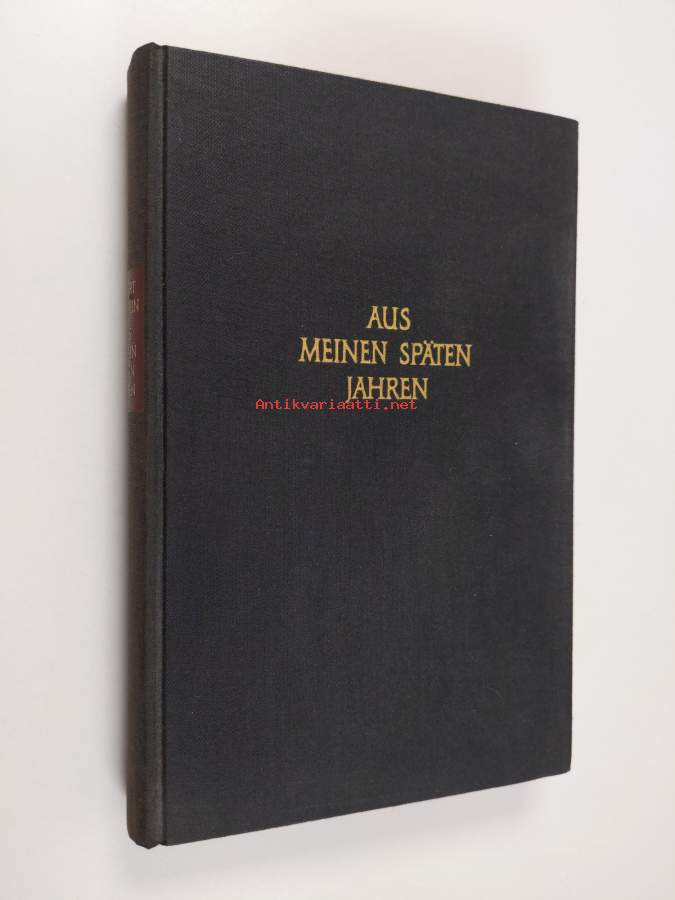 AUS
MEINEN SPÄTEN
JAHREN
Antikvariaatti.net